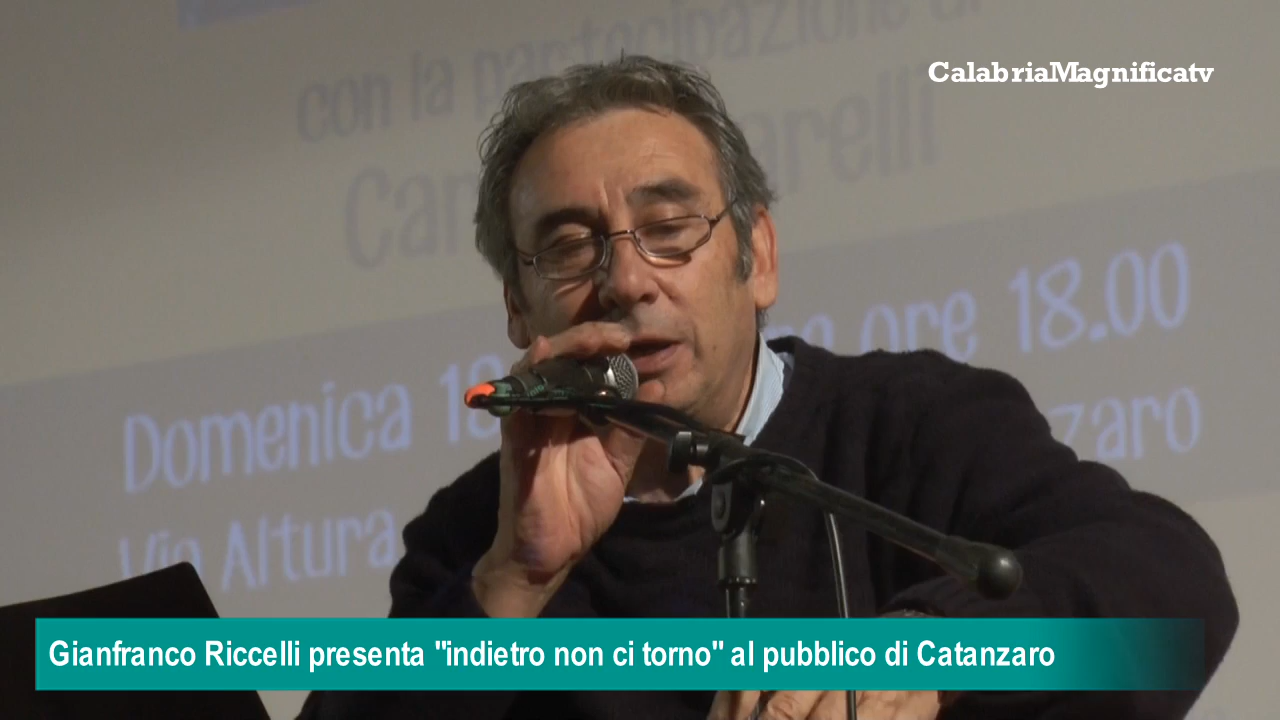 con la partecipazione di
CalabriaMagnificatv
Domenica
ore 18.00
Via Altura
Gianfranco Riccelli presenta "indietro non ci torno" al pubblico di Catanzaro